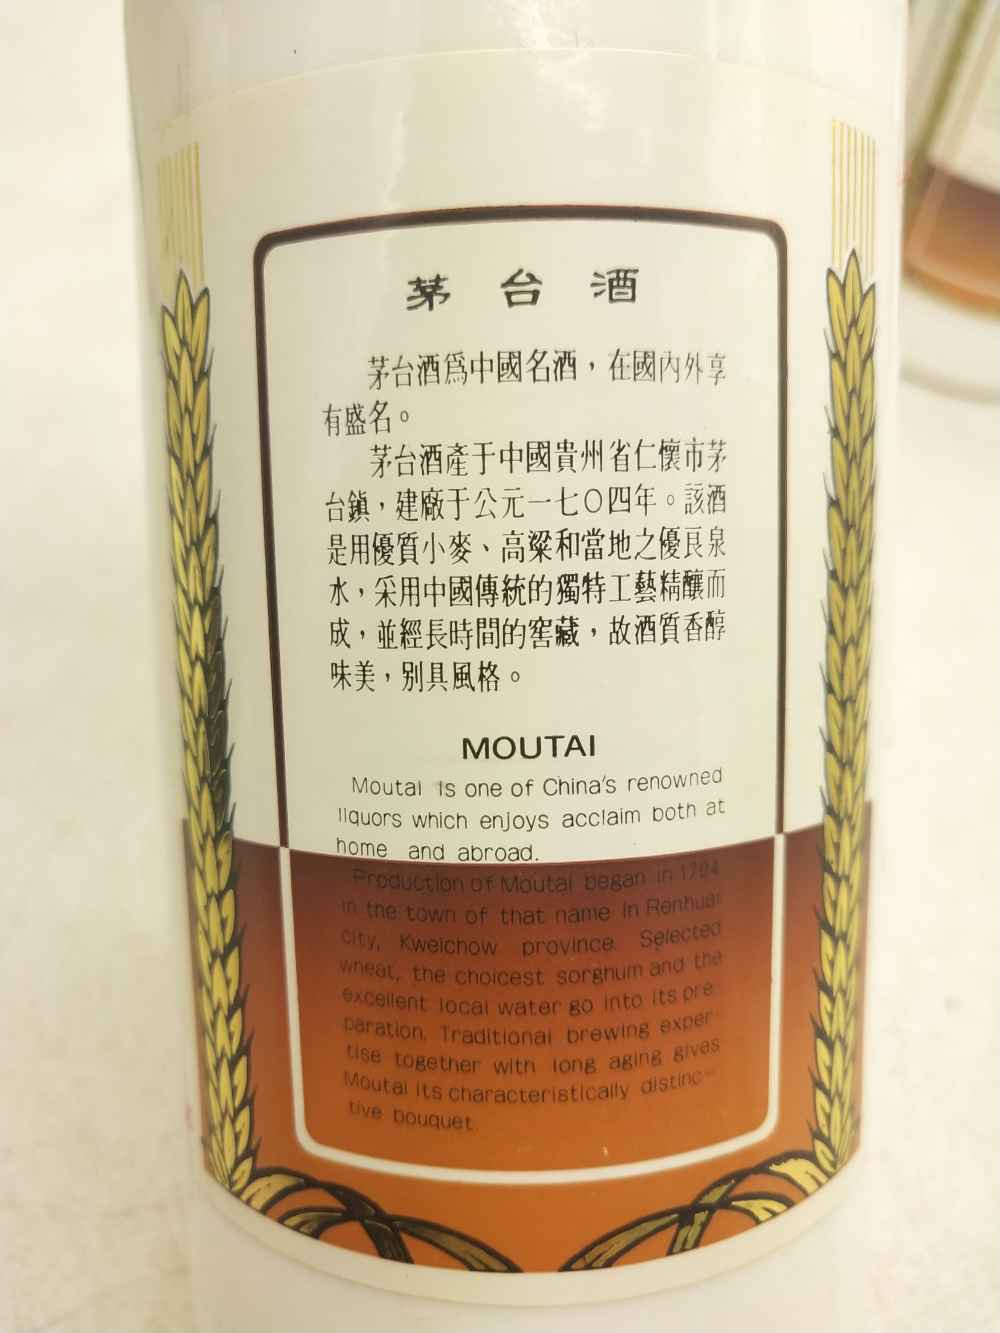 茅台酒
茅台酒爲中國名酒，在國内外享
有盛名。
茅台酒產于中國貴州省仁懷市茅
台鎮，建廠于公元一七〇四年。該酒
是用優質小麥、高粱和當地之優良泉
水，采用中國傳統的獨特工藝精釀而
成，並經長時間的窖藏，故酒質香醇
味美，别具風格。
MOUTAI
Moutai is one of China's renowned
liquors which enjoys acclaim both at
home and abroad.
Production of Moutai began in 1704
in the town of that name in Renhuai
city, Kweichow province. Selected
wheat, the choicest sorghum and the
excellent local water go into its pre-
paration. Traditional brewing exper-
tise together with long aging gives
Moutai its characteristically distinc-
tive bouquet